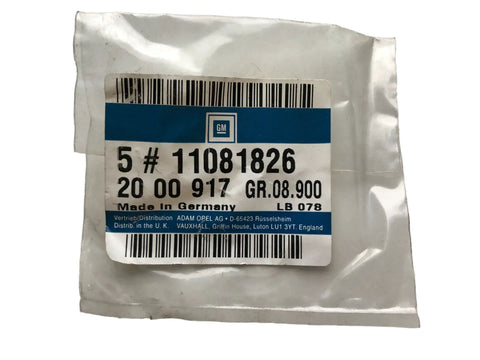 GM
5 # 11081826
20 00 917 GR.08.900
Made In Germany LB 078
Vertrieb/Distribution ADAM OPEL AG • D-65423 Rüsselsheim
Distrib. in the U. K. VAUXHALL, Griffin House, Luton LU1 3YT. England